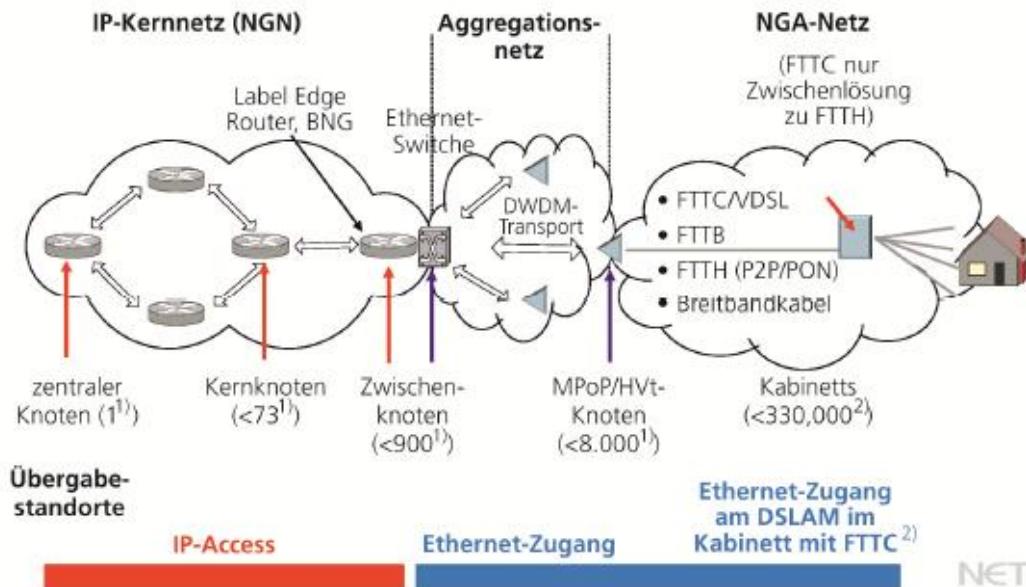 IP-Kernnetz (NGN)
Aggregations-
netz
NGA-Netz
(FTTC nur
Zwischenlösung
zu FTTH)
Label Edge
Router, BNG
Ethernet-
Switche
DWDM-
Transport
• FTTC/VDSL
• FTTB
• FTTH (P2P/PON)
• Breitbandkabel
zentraler
Knoten (1¹⁾)
Kernknoten
(<73¹⁾)
Zwischen-
knoten
(<900¹⁾)
MPoP/HVt-
Knoten
(<8.000¹⁾)
Kabinetts
(<330,000²⁾)
Übergabe-
standorte
IP-Access
Ethernet-Zugang
Ethernet-Zugang
am DSLAM im
Kabinett mit FTTC²⁾
NET